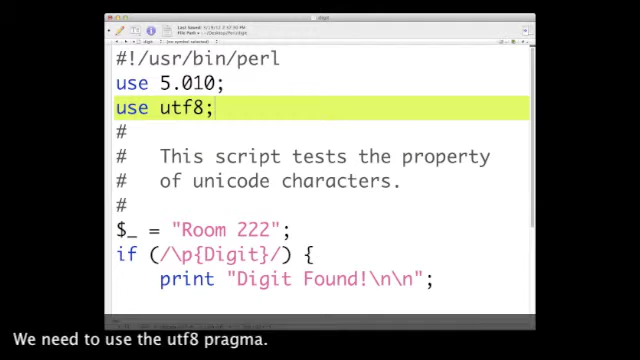 digit
#!/usr/bin/perl
use 5.010;
use utf8;
#
#   This script tests the property
#   of unicode characters.
#
$_ = "Room 222";
if (/\p{Digit}/) {
    print "Digit Found!\n\n";
We need to use the utf8 pragma.